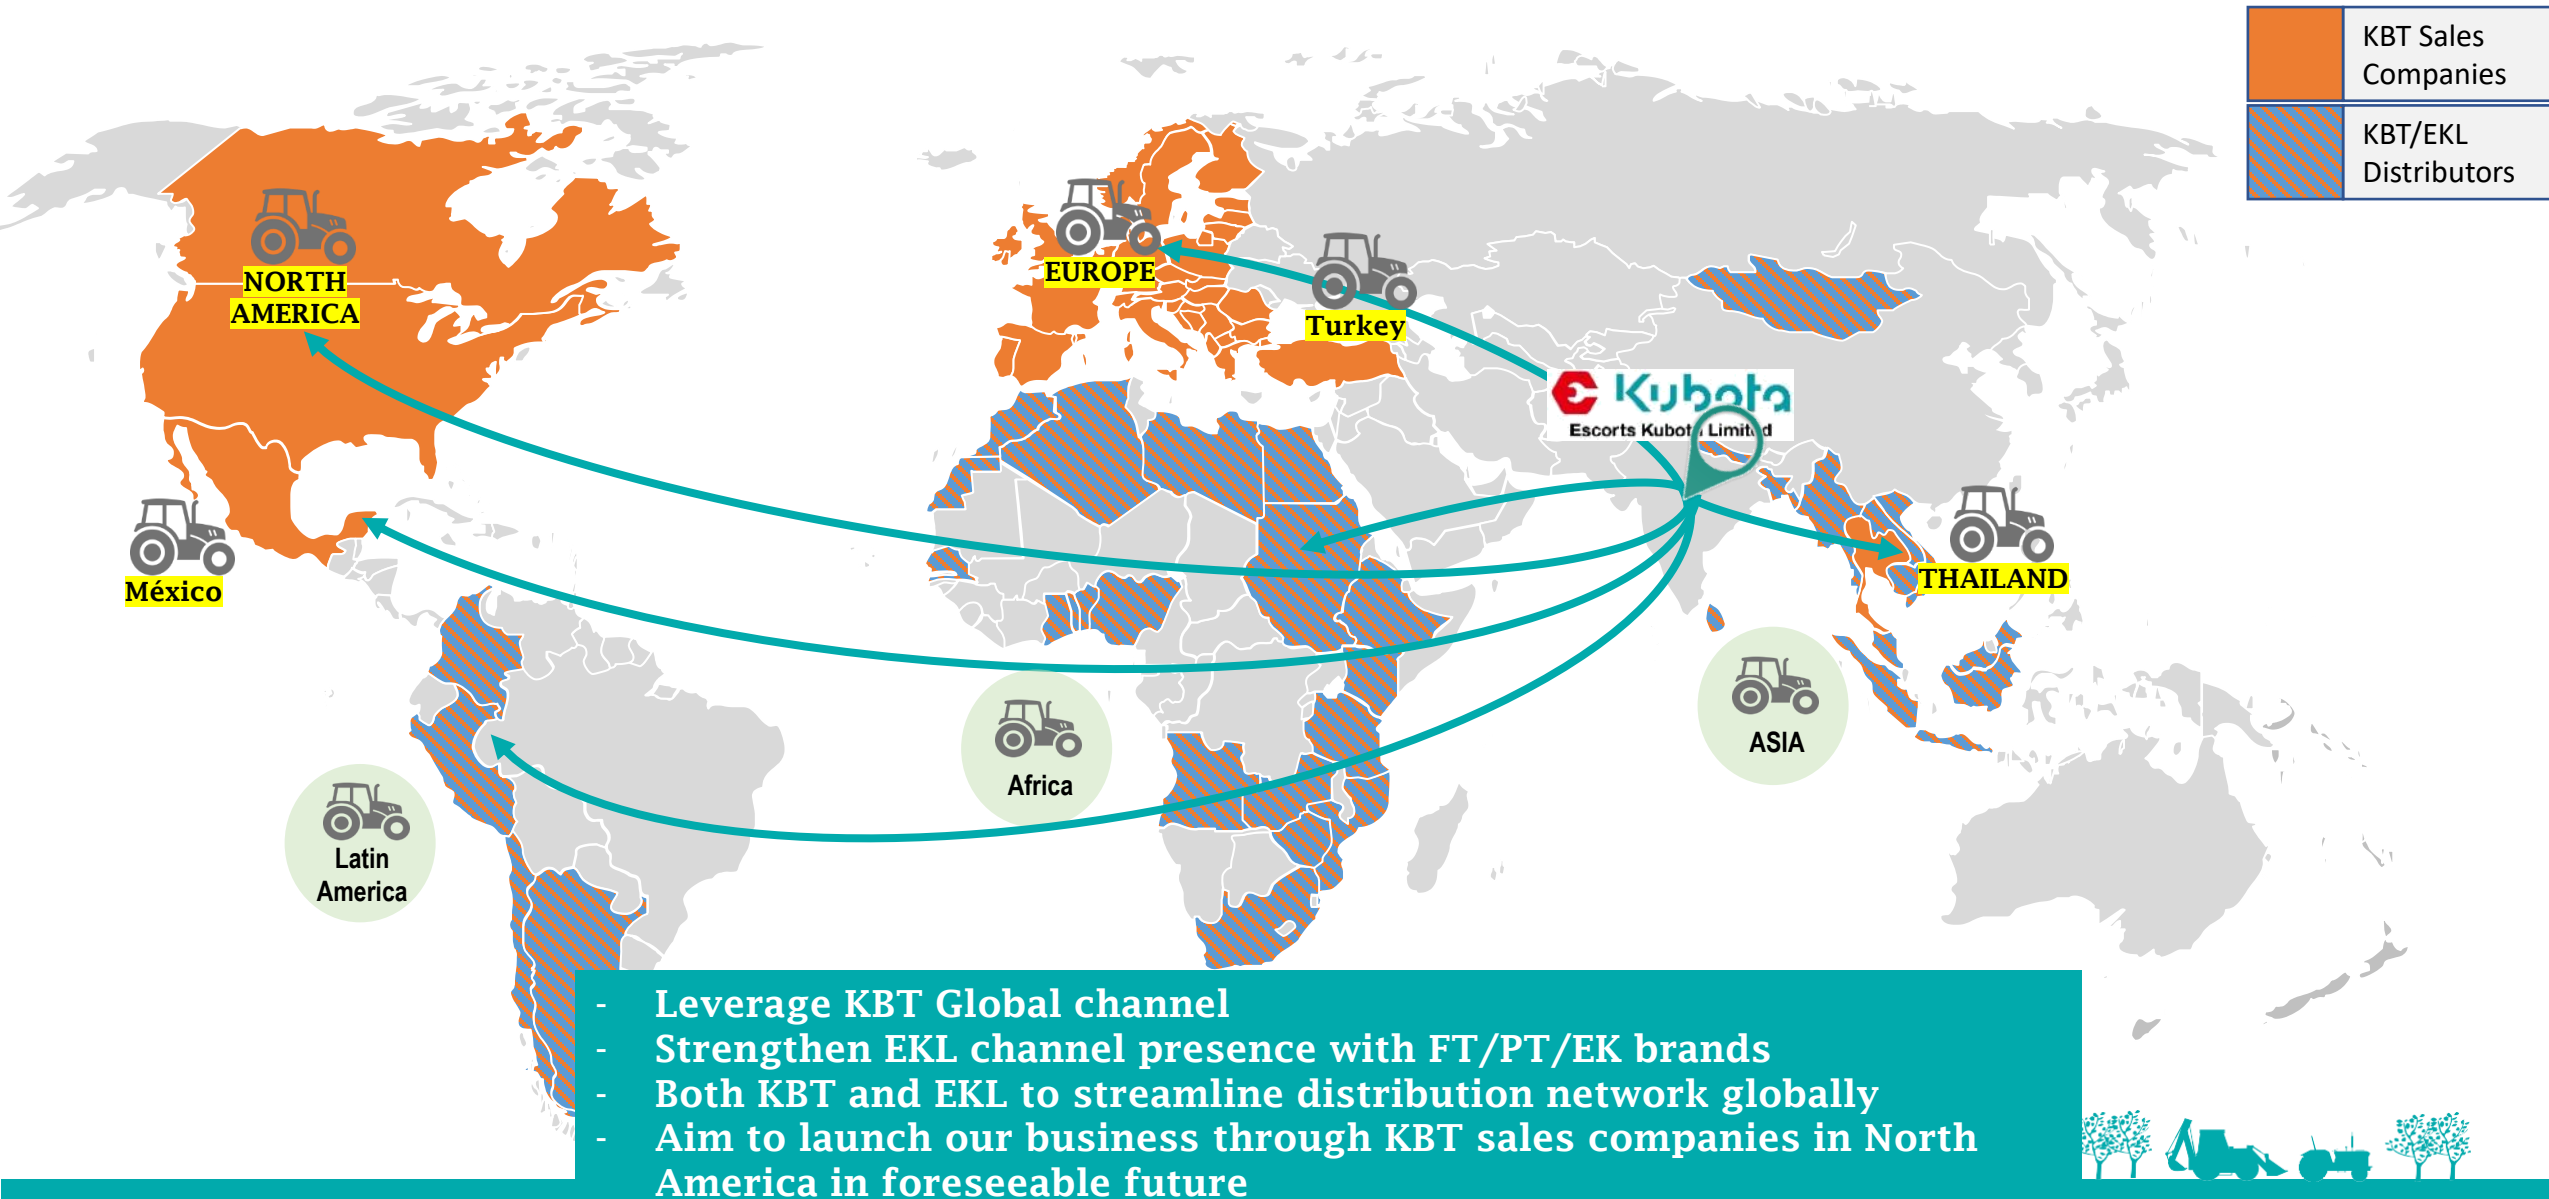 KBT Sales
Companies
KBT/EKL
Distributors
NORTH
AMERICA
EUROPE
Turkey
Kubota
Escorts Kubota Limited
México
THAILAND
ASIA
Africa
Latin
America
- Leverage KBT Global channel
- Strengthen EKL channel presence with FT/PT/EK brands
- Both KBT and EKL to streamline distribution network globally
- Aim to launch our business through KBT sales companies in North
America in foreseeable future